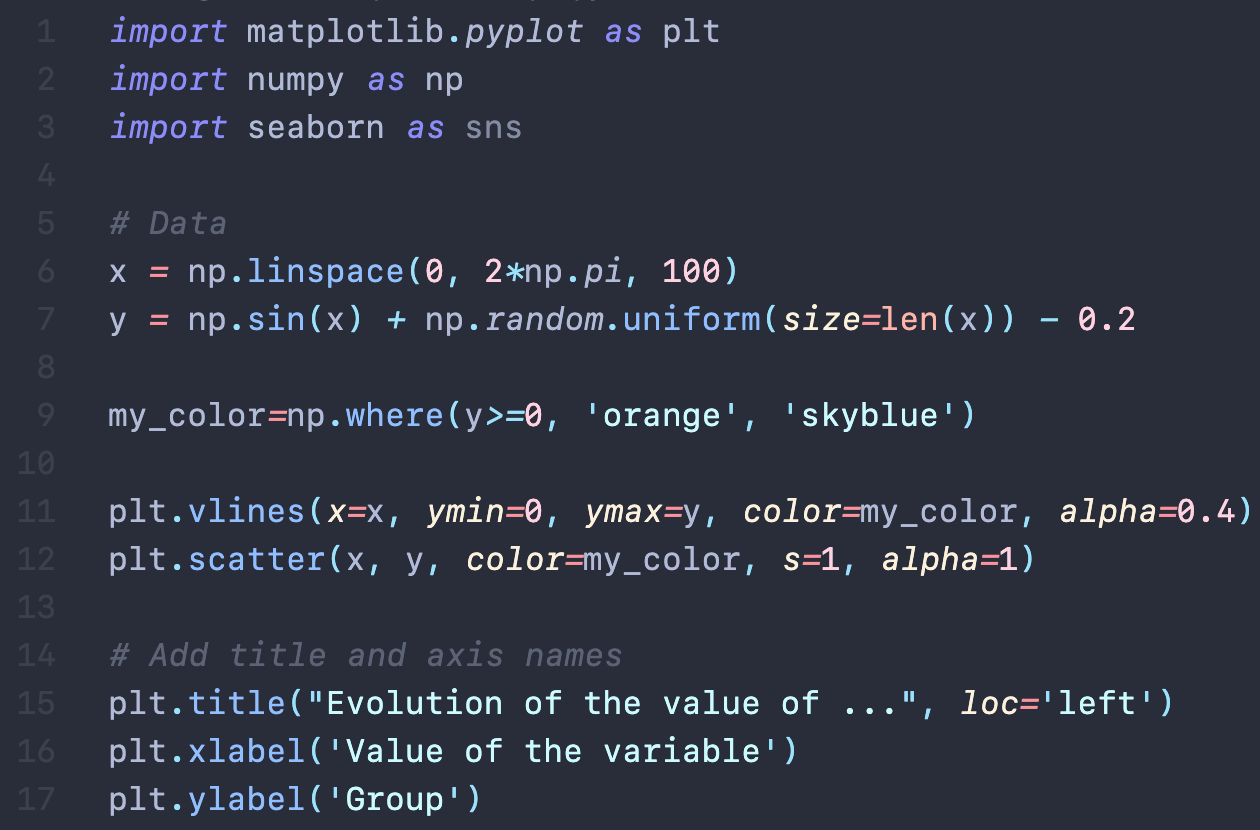 1 import matplotlib.pyplot as plt
2 import numpy as np
3 import seaborn as sns
4
5 # Data
6 x = np.linspace(0, 2*np.pi, 100)
7 y = np.sin(x) + np.random.uniform(size=len(x)) - 0.2
8
9 my_color=np.where(y>=0, 'orange', 'skyblue')
10
11 plt.vlines(x=x, ymin=0, ymax=y, color=my_color, alpha=0.4)
12 plt.scatter(x, y, color=my_color, s=1, alpha=1)
13
14 # Add title and axis names
15 plt.title("Evolution of the value of ...", loc='left')
16 plt.xlabel('Value of the variable')
17 plt.ylabel('Group')